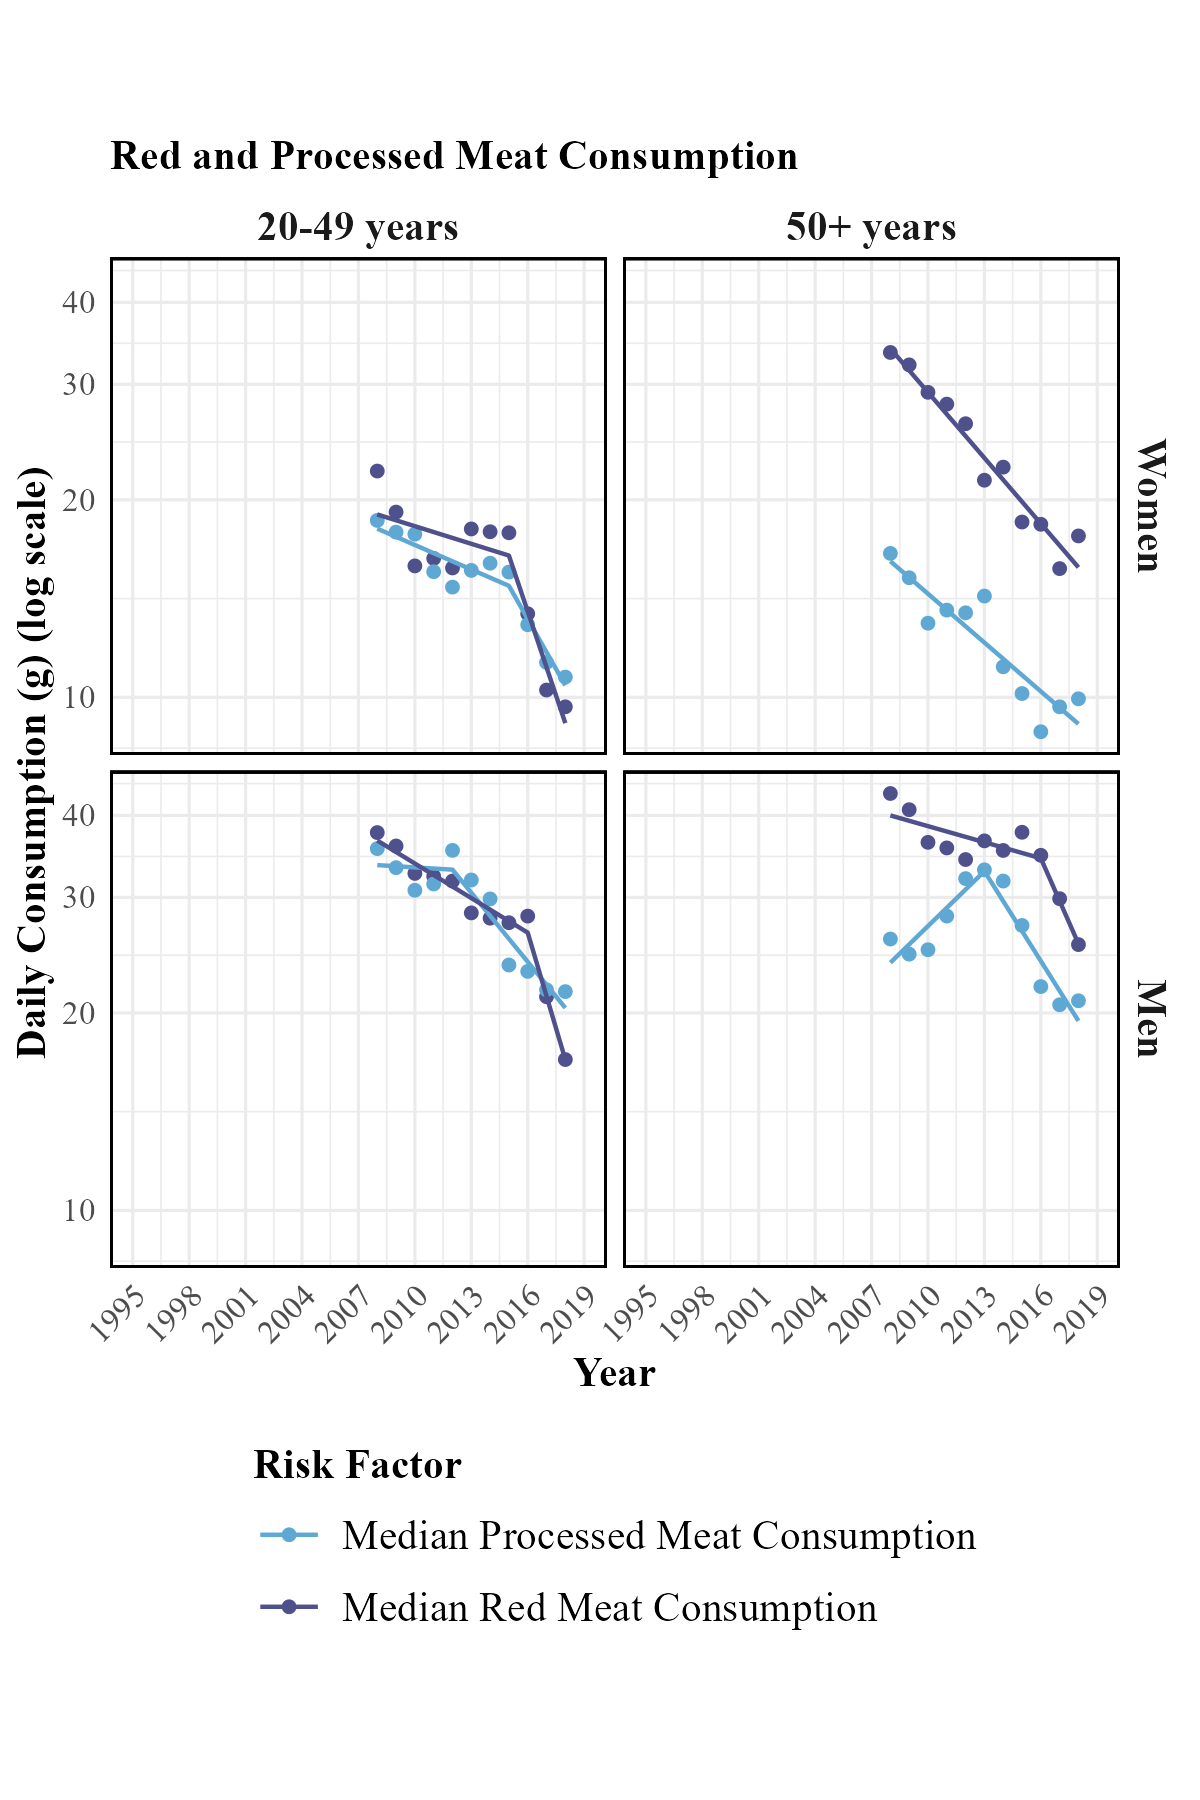 Red and Processed Meat Consumption
20-49 years
50+ years
Daily Consumption (g) (log scale)
40
30
20
10
Women
40
30
20
10
Men
1995 1998 2001 2004 2007 2010 2013 2016 2019
1995 1998 2001 2004 2007 2010 2013 2016 2019
Year
Risk Factor
Median Processed Meat Consumption
Median Red Meat Consumption